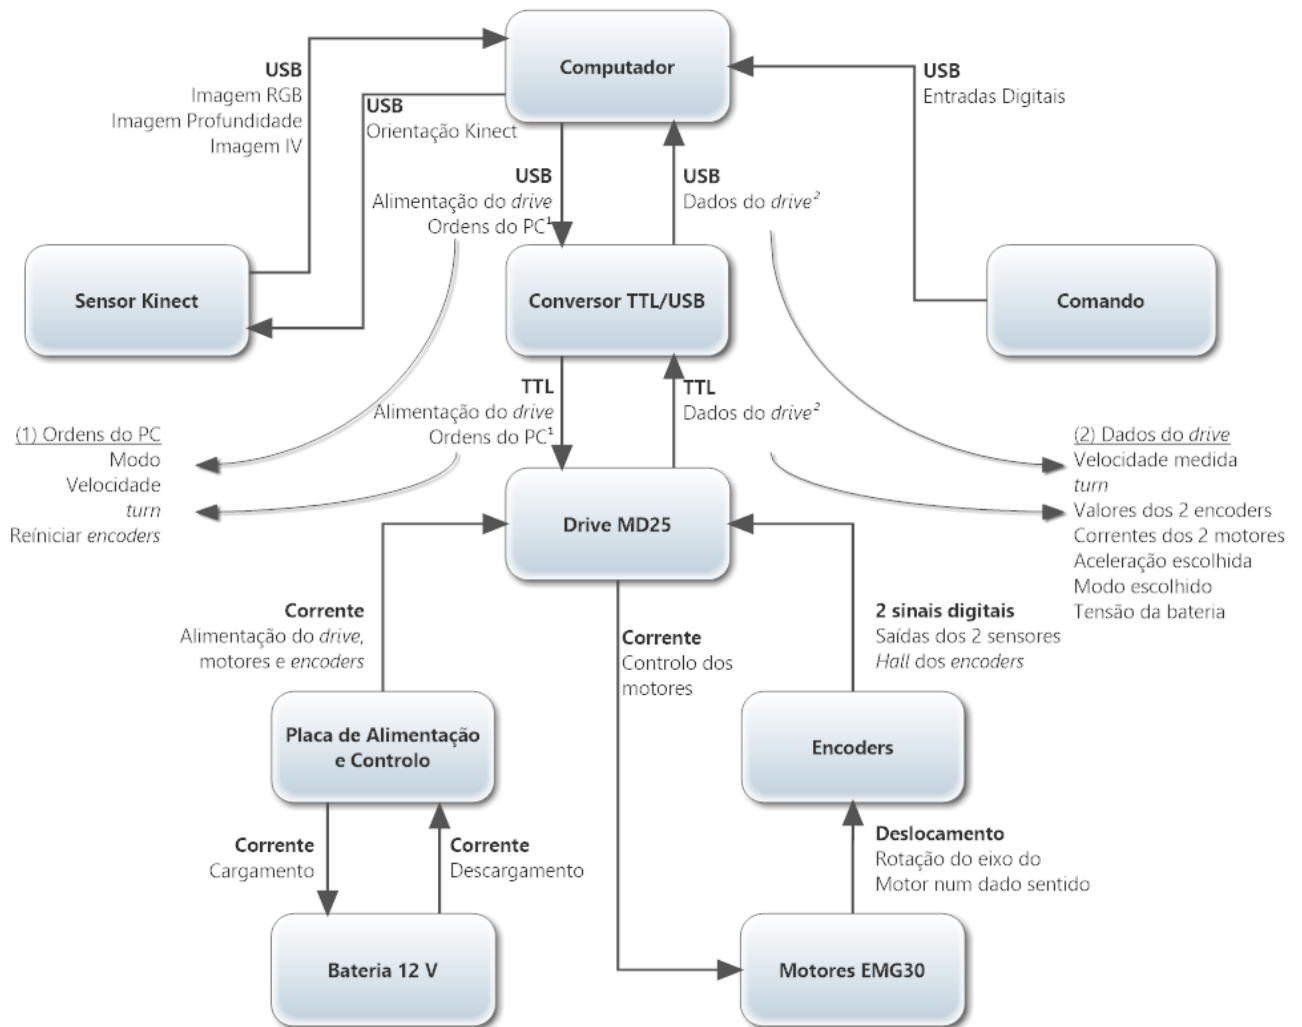 Computador
USB
Imagem RGB
Imagem Profundidade
Imagem IV
USB
Orientação Kinect
USB
Entradas Digitais
USB
Alimentação do drive
Ordens do PC¹
USB
Dados do drive²
Sensor Kinect
Conversor TTL/USB
Comando
TTL
Alimentação do drive
Ordens do PC¹
TTL
Dados do drive²
(1) Ordens do PC
Modo
Velocidade
turn
Reíniciar encoders
(2) Dados do drive
Velocidade medida
turn
Valores dos 2 encoders
Correntes dos 2 motores
Aceleração escolhida
Modo escolhido
Tensão da bateria
Drive MD25
Corrente
Alimentação do drive,
motores e encoders
Corrente
Controlo dos
motores
2 sinais digitais
Saídas dos 2 sensores
Hall dos encoders
Placa de Alimentação
e Controlo
Encoders
Corrente
Cargamento
Corrente
Descargamento
Deslocamento
Rotação do eixo do
Motor num dado sentido
Bateria 12 V
Motores EMG30